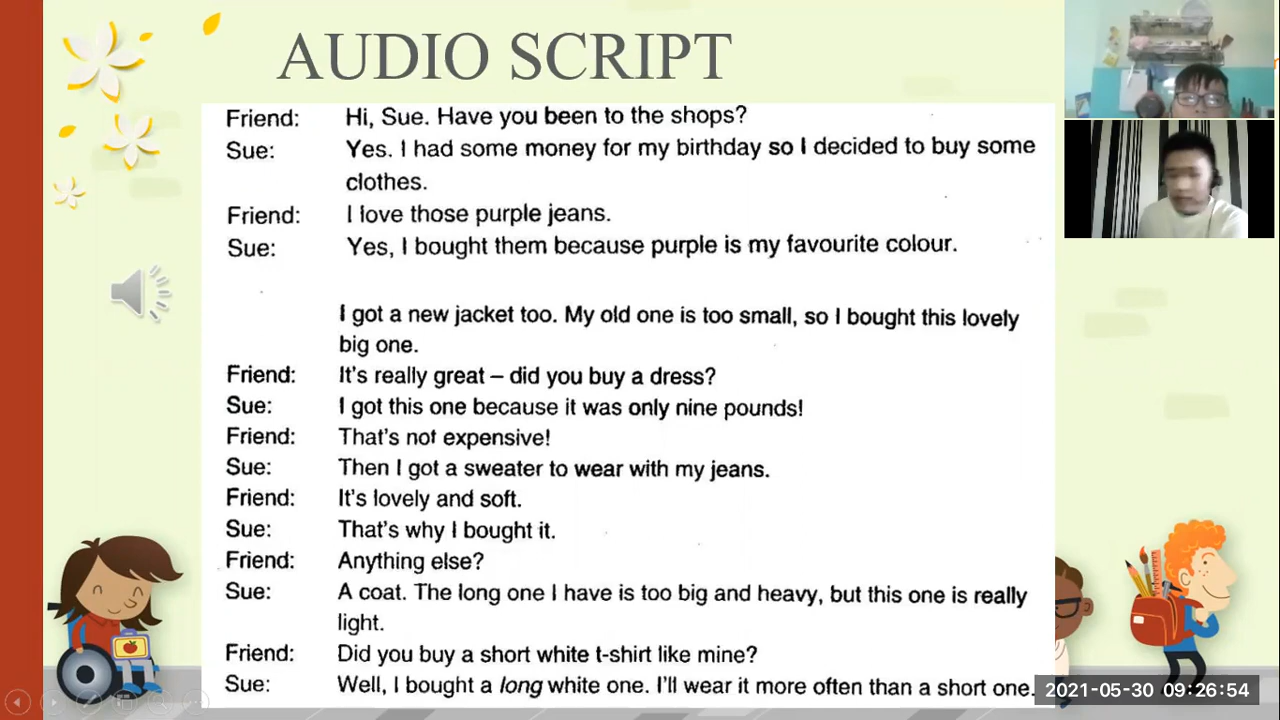 AUDIO SCRIPT
Friend: Hi, Sue. Have you been to the shops?
Sue: Yes. I had some money for my birthday so I decided to buy some
clothes.
Friend: I love those purple jeans.
Sue: Yes, I bought them because purple is my favourite colour.
I got a new jacket too. My old one is too small, so I bought this lovely
big one.
Friend: It's really great – did you buy a dress?
Sue: I got this one because it was only nine pounds!
Friend: That's not expensive!
Sue: Then I got a sweater to wear with my jeans.
Friend: It's lovely and soft.
Sue: That's why I bought it.
Friend: Anything else?
Sue: A coat. The long one I have is too big and heavy, but this one is really
light.
Friend: Did you buy a short white t-shirt like mine?
Sue: Well, I bought a long white one. I'll wear it more often than a short one.
2021-05-30 09:26:54